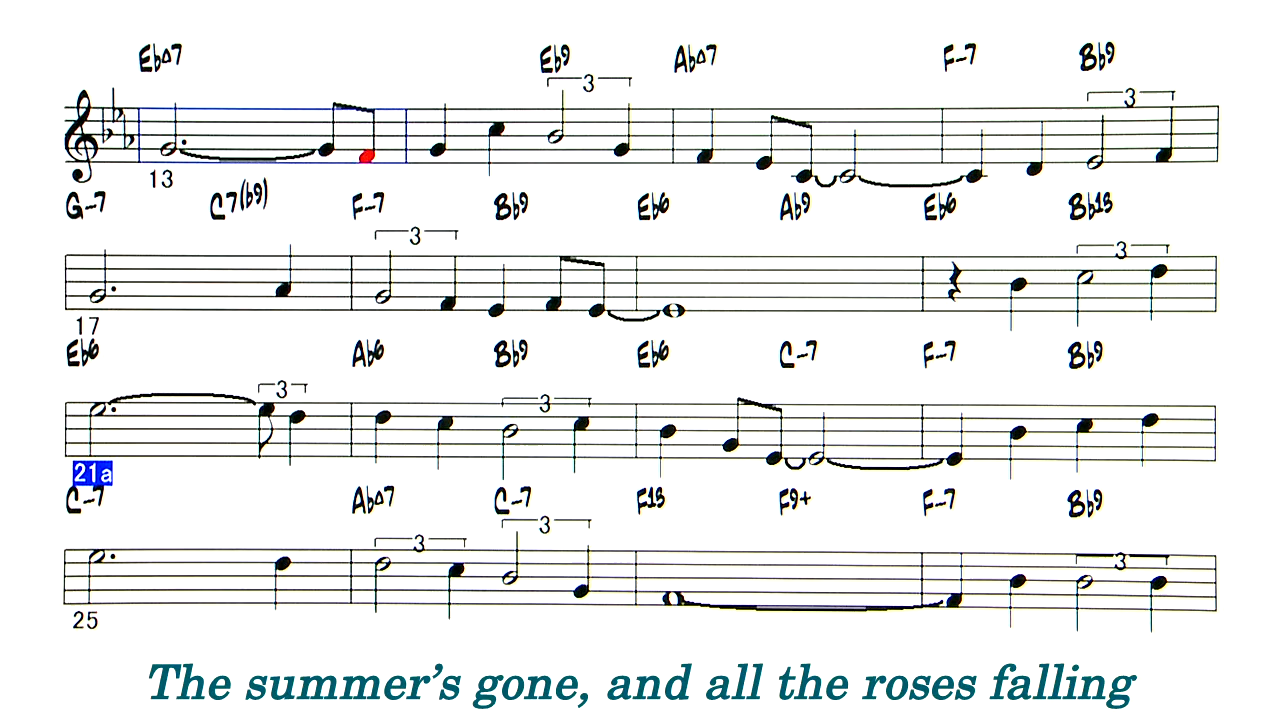 Eb∆7 Eb9 Ab∆7 F-7 Bb9
3 3
13
G-7 C7(b9) F-7 Bb9 Eb6 Ab9 Eb6 Bb13
3 3
17
Eb6 Ab6 Bb9 Eb6 C-7 F-7 Bb9
3 3
21a
C-7 Ab∆7 C-7 F13 F9+ F-7 Bb9
3 3 3
25
The summer’s gone, and all the roses falling